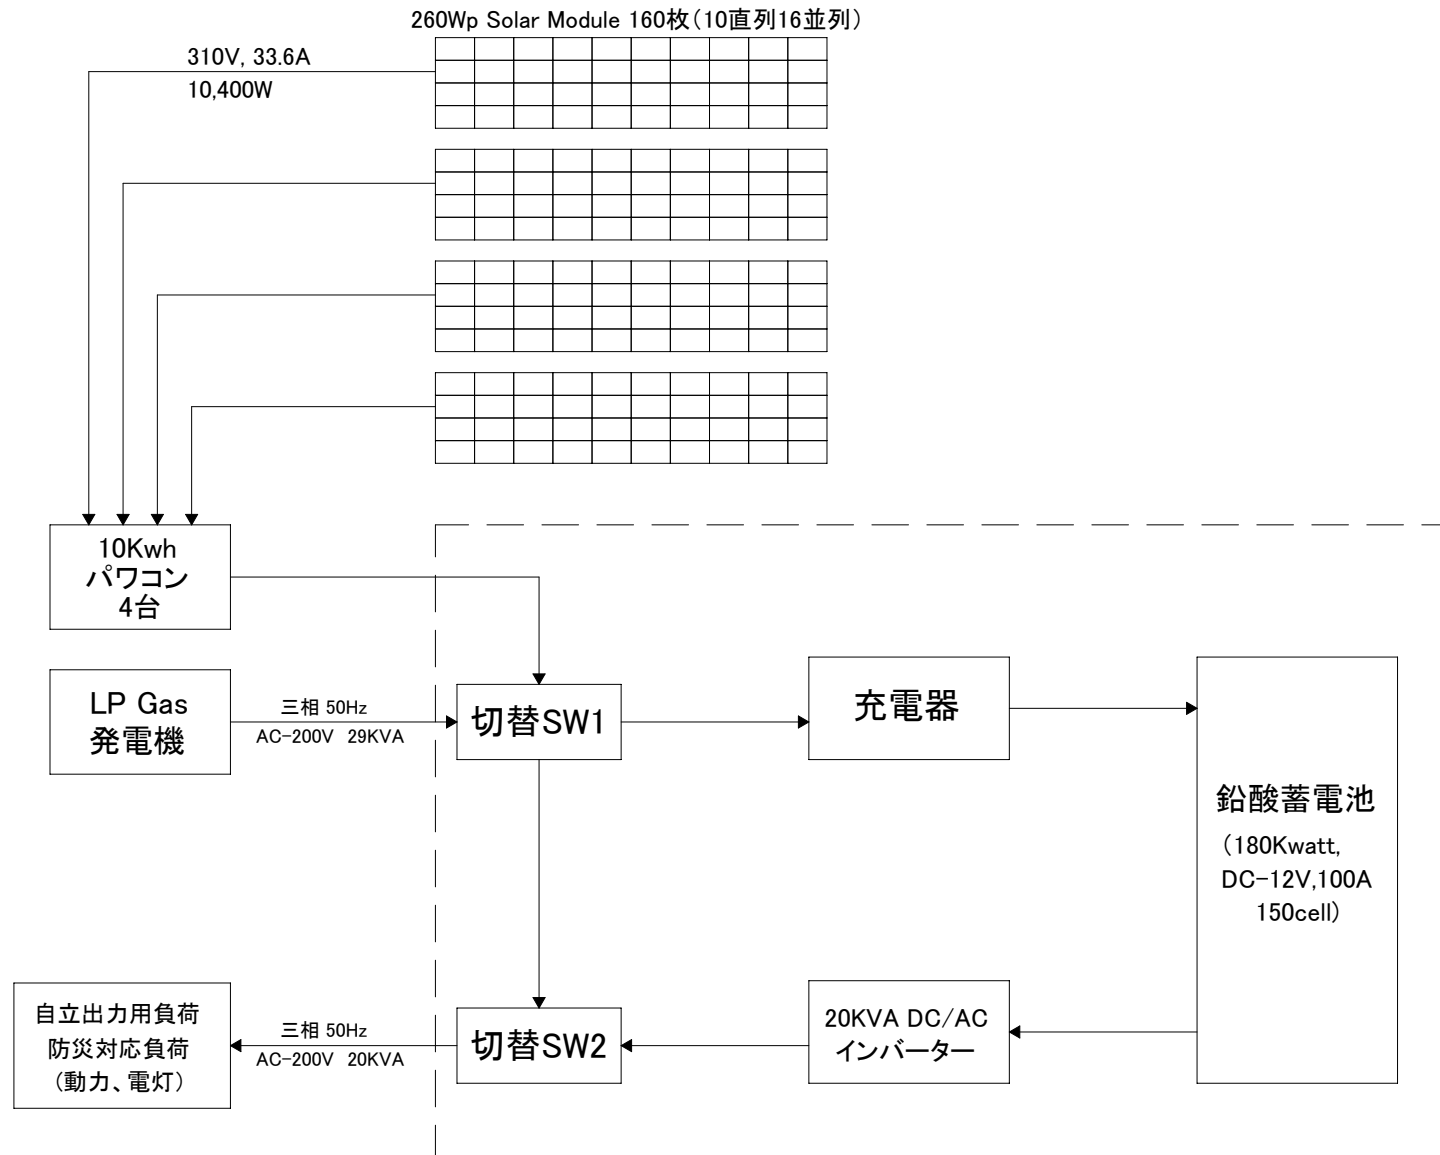 260Wp Solar Module 160枚(10直列16並列)
310V, 33.6A
10,400W
10Kwh
パワコン
4台
LP Gas
発電機
三相 50Hz
AC-200V 29KVA
切替SW1
充電器
鉛酸蓄電池
(180Kwatt,
DC-12V,100A
150cell)
自立出力用負荷
防災対応負荷
(動力、電灯)
三相 50Hz
AC-200V 20KVA
切替SW2
20KVA DC/AC
インバーター